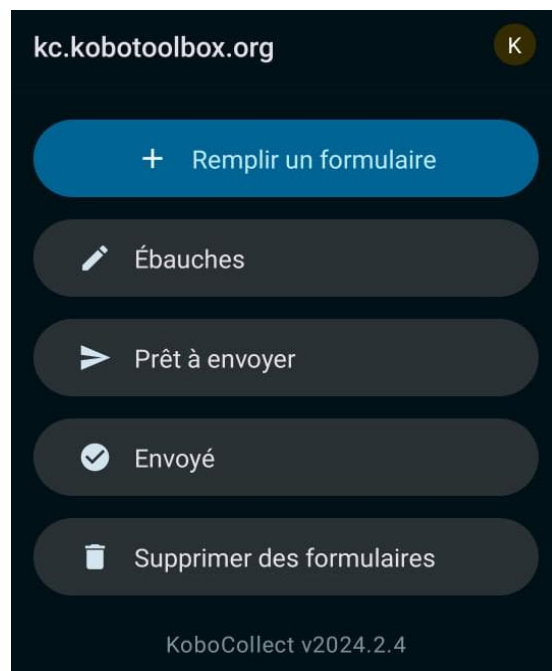 kc.kobotoolbox.org
K
+ Remplir un formulaire
Ébauches
Prêt à envoyer
Envoyé
Supprimer des formulaires
KoboCollect v2024.2.4